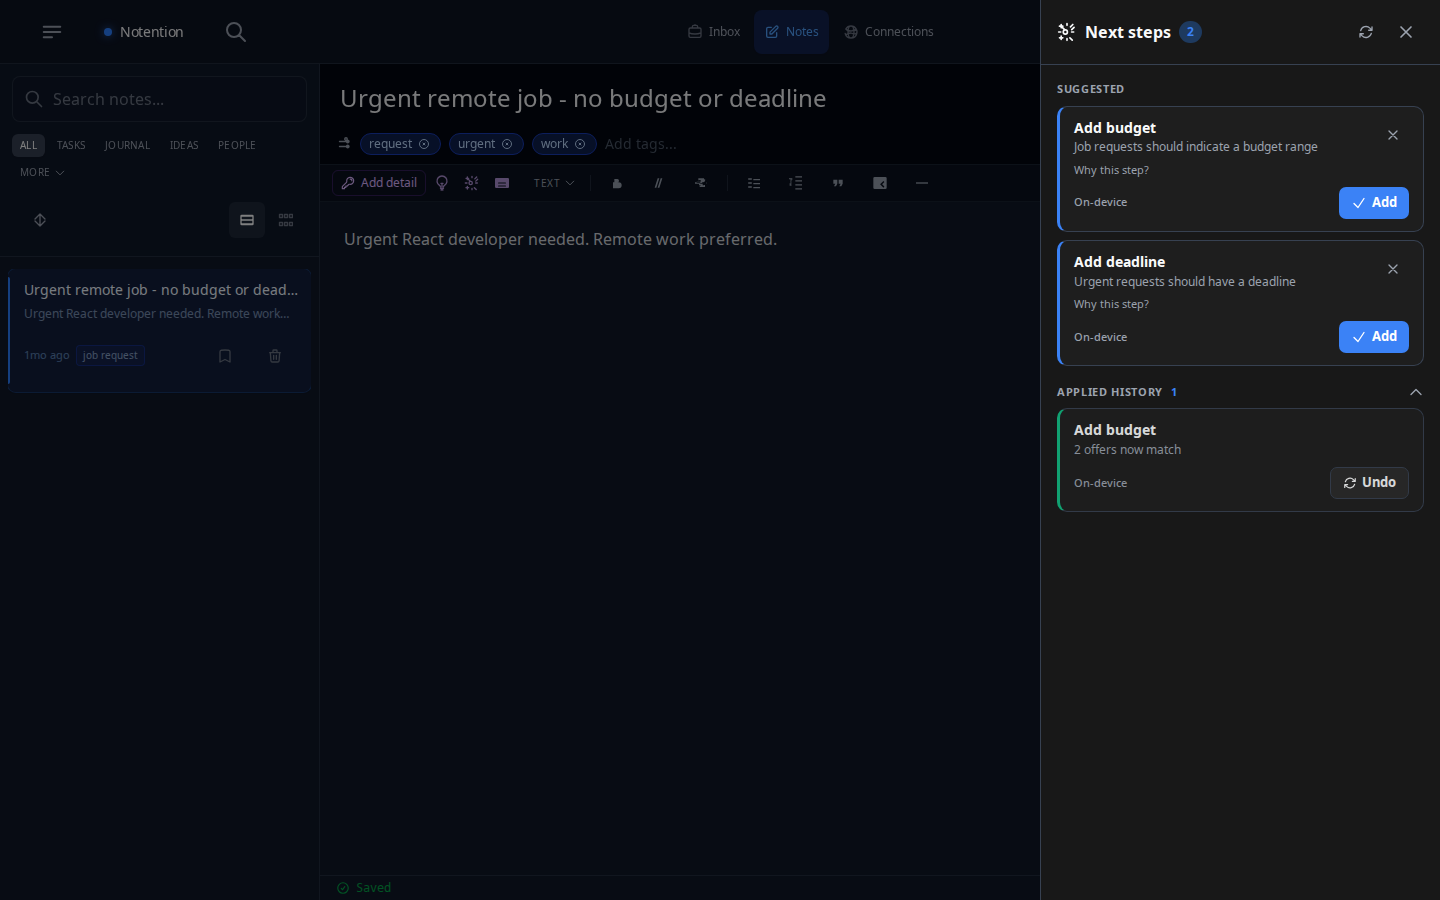 Notention
Inbox
Notes
Connections
Search notes...
ALL
TASKS
JOURNAL
IDEAS
PEOPLE
MORE
Urgent remote job - no budget or dead...
Urgent React developer needed. Remote work...
1mo ago
job request
Urgent remote job - no budget or deadline
request
urgent
work
Add tags...
Add detail
TEXT
Urgent React developer needed. Remote work preferred.
Saved
Next steps 2
SUGGESTED
Add budget
Job requests should indicate a budget range
Why this step?
On-device
Add
Add deadline
Urgent requests should have a deadline
Why this step?
On-device
Add
APPLIED HISTORY 1
Add budget
2 offers now match
On-device
Undo